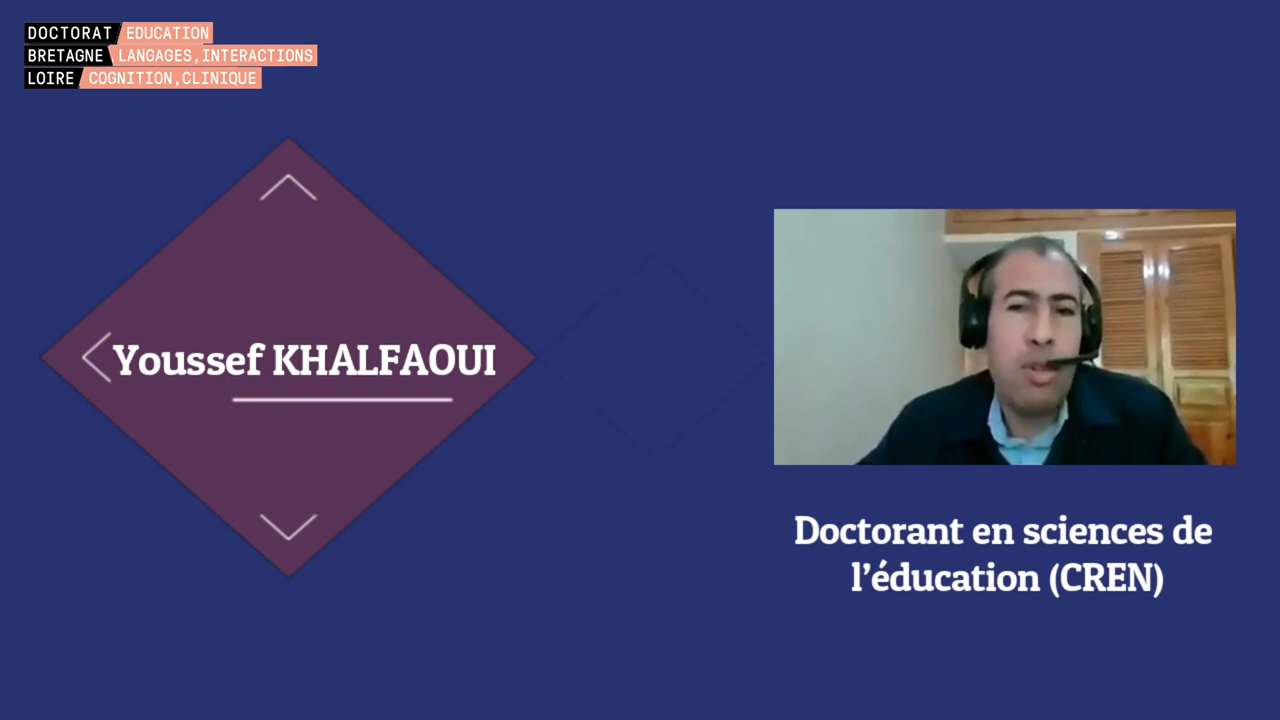 DOCTORAT EDUCATION
BRETAGNE LANGAGES,INTERACTIONS
LOIRE COGNITION,CLINIQUE
Youssef KHALFAOUI
Doctorant en sciences de
l’éducation (CREN)